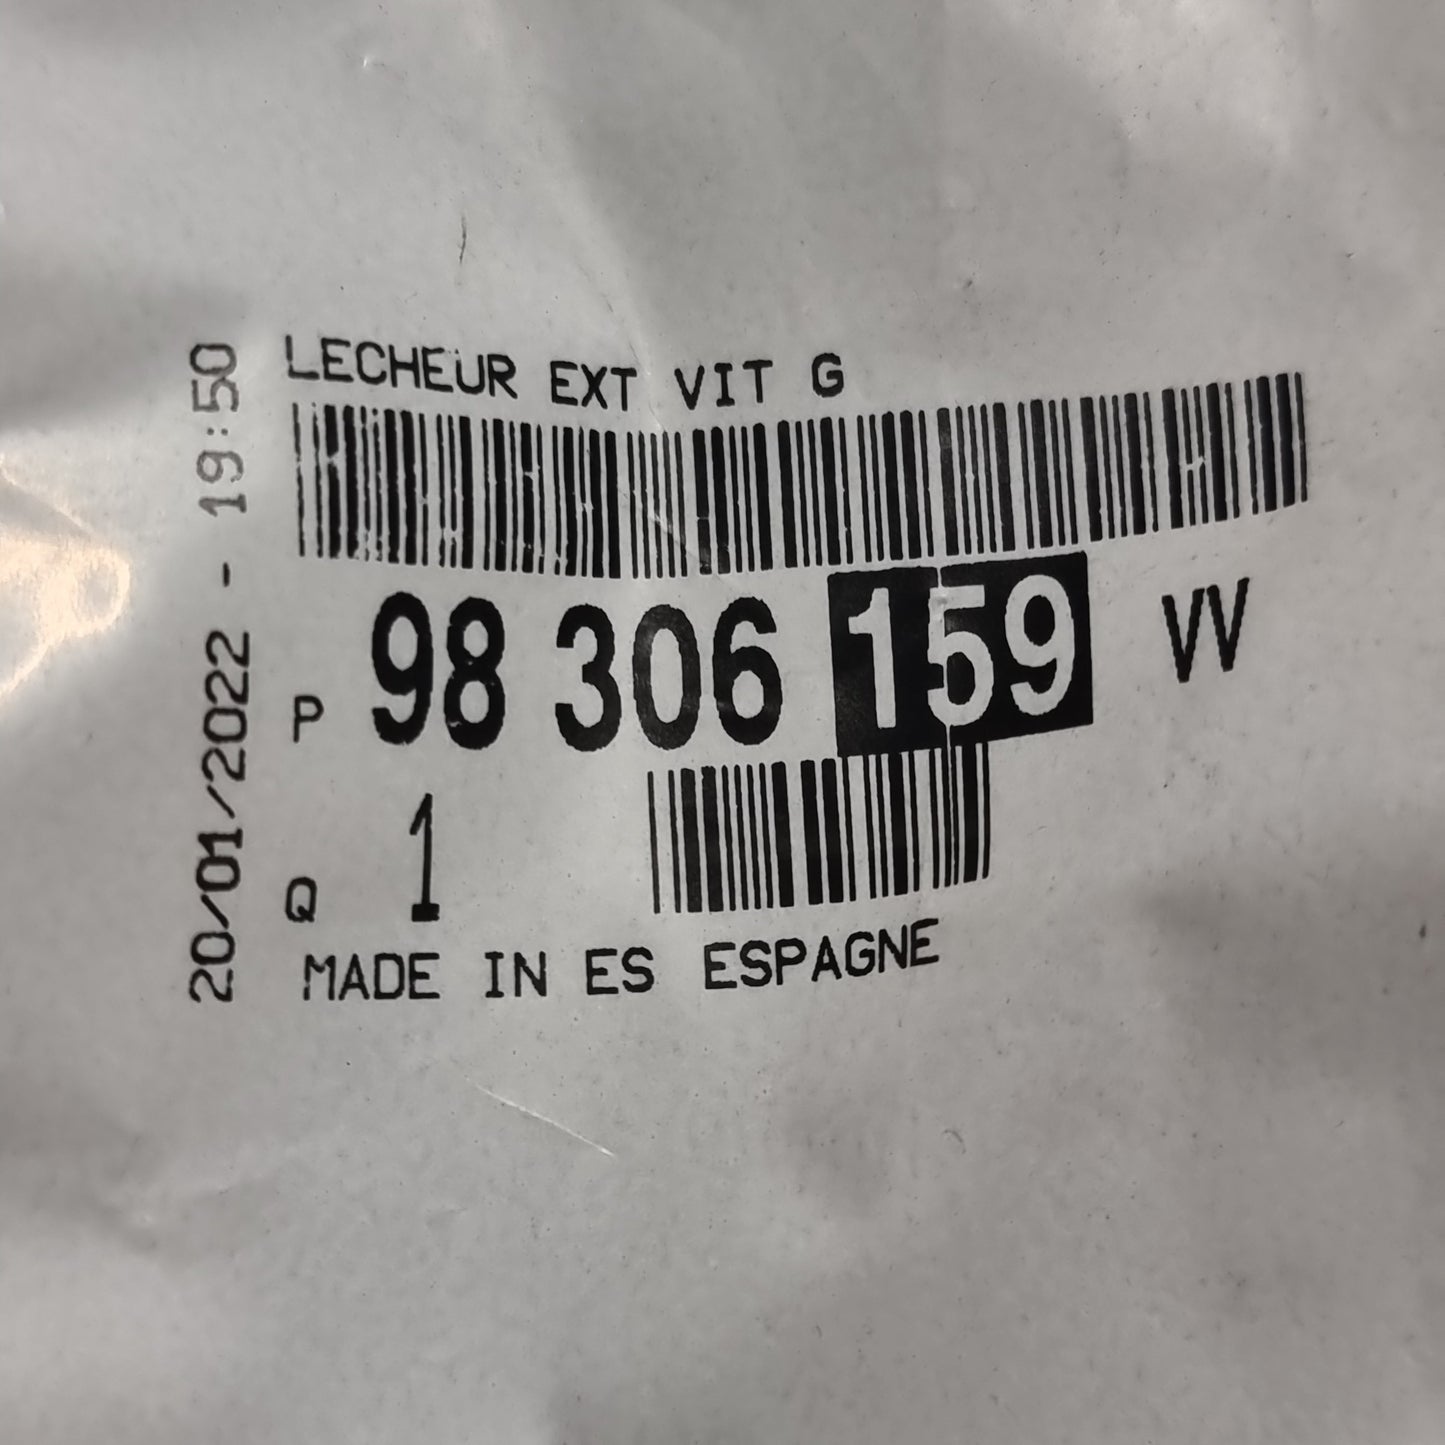 LECHEUR EXT VIT G
P 98 306 159 VV
Q 1
MADE IN ES ESPAGNE
20/01/2022 - 19:50